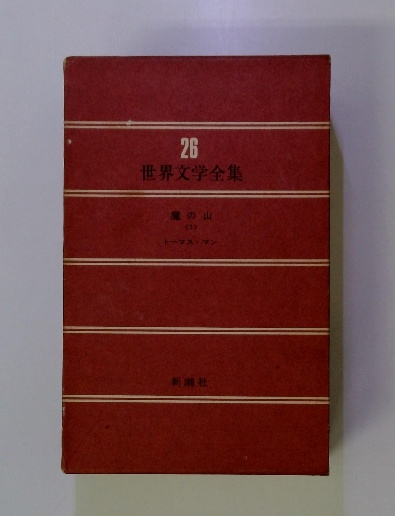 26
世界文学全集
魔の山
(1)
トーマス・マン
新潮社